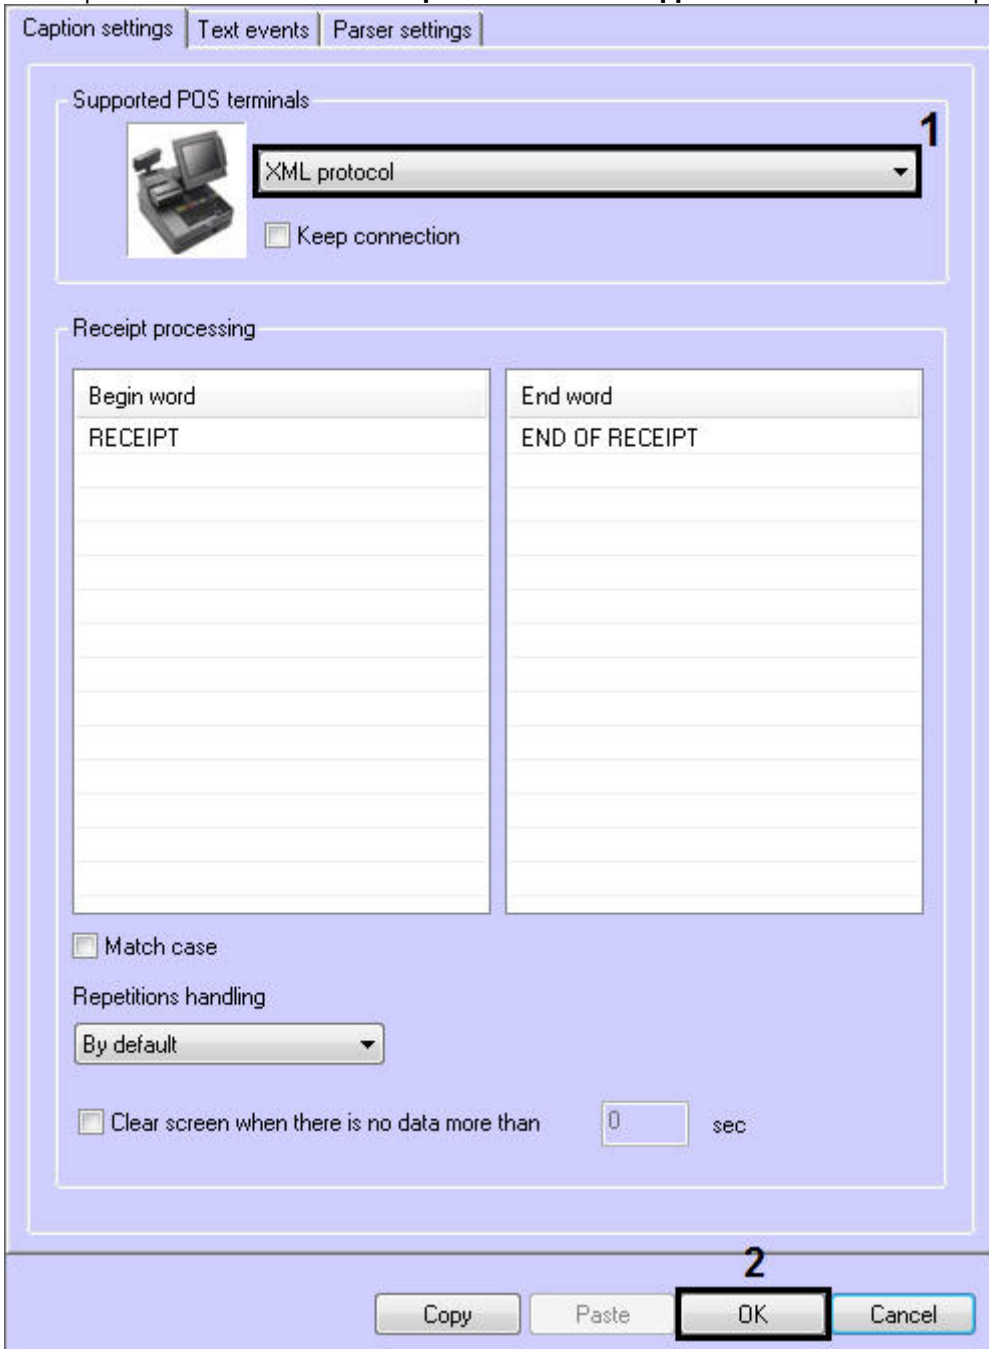 Caption settings Text events Parser settings
Supported POS terminals
1
XML protocol
Keep connection
Receipt processing
Begin word End word
RECEIPT END OF RECEIPT
Match case
Repetitions handling
By default
Clear screen when there is no data more than 0 sec
2
Copy Paste OK Cancel